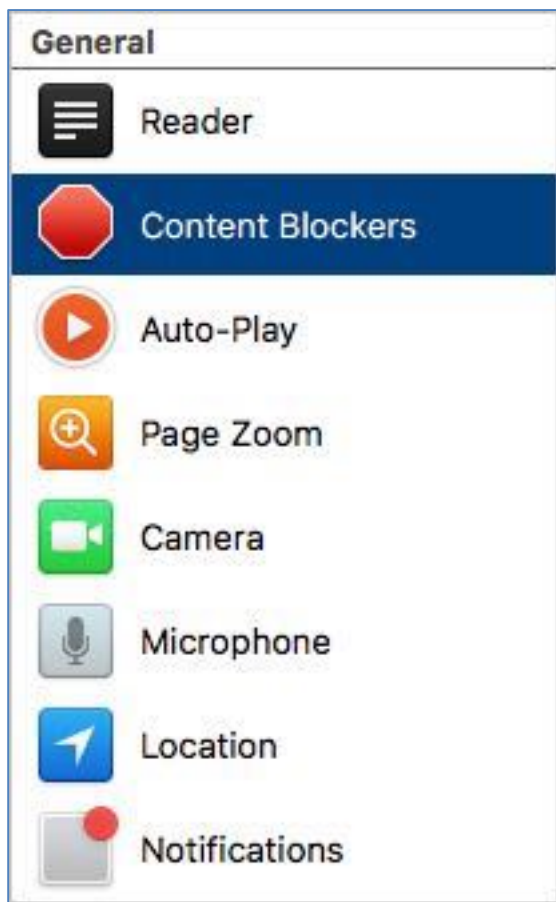 General
Reader
Content Blockers
Auto-Play
Page Zoom
Camera
Microphone
Location
Notifications